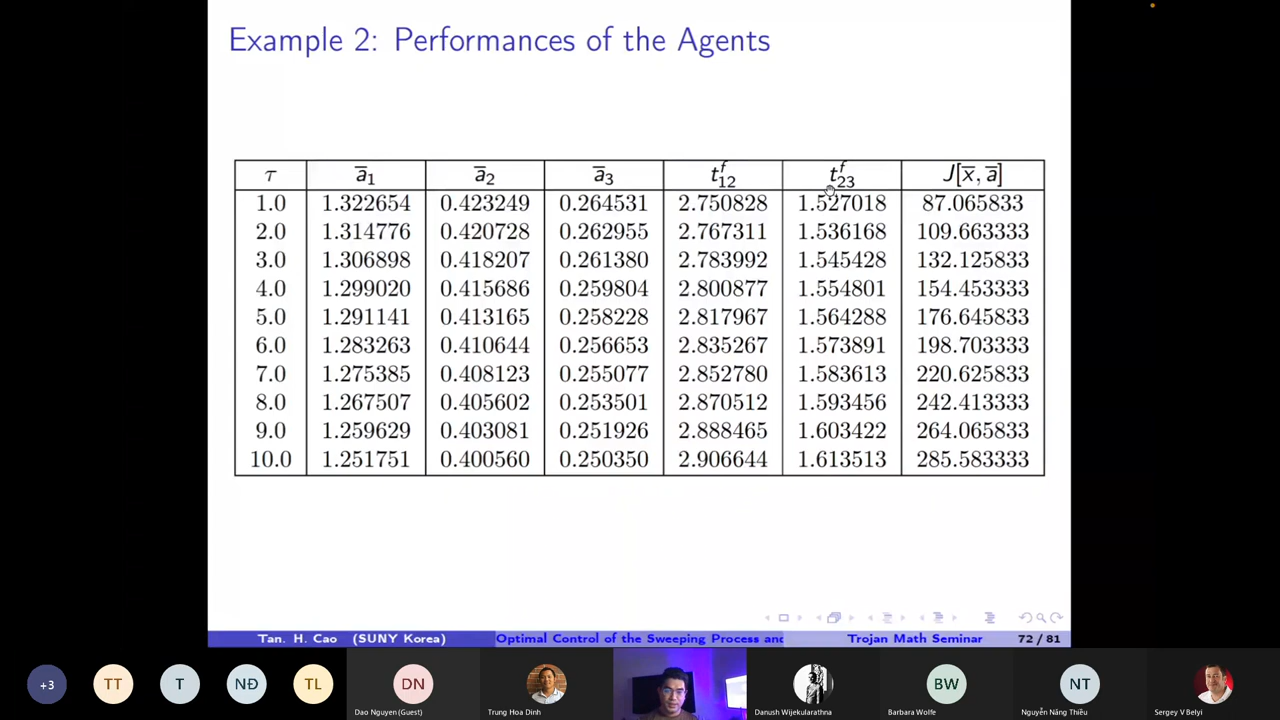 Example 2: Performances of the Agents
τ a̅₁ a̅₂ a̅₃ t₁₂ᶠ t₂₃ᶠ J[x̅, a̅]
1.0 1.322654 0.423249 0.264531 2.750828 1.527018 87.065833
2.0 1.314776 0.420728 0.262955 2.767311 1.536168 109.663333
3.0 1.306898 0.418207 0.261380 2.783992 1.545428 132.125833
4.0 1.299020 0.415686 0.259804 2.800877 1.554801 154.453333
5.0 1.291141 0.413165 0.258228 2.817967 1.564288 176.645833
6.0 1.283263 0.410644 0.256653 2.835267 1.573891 198.703333
7.0 1.275385 0.408123 0.255077 2.852780 1.583613 220.625833
8.0 1.267507 0.405602 0.253501 2.870512 1.593456 242.413333
9.0 1.259629 0.403081 0.251926 2.888465 1.603422 264.065833
10.0 1.251751 0.400560 0.250350 2.906644 1.613513 285.583333
Tan. H. Cao (SUNY Korea) Optimal Control of the Sweeping Process and Trojan Math Seminar 72 / 81
+3 TT T NĐ TL DN BW NT
Dao Nguyen (Guest) Trung Hoa Dinh Danush Wijekularathna Barbara Wolfe Nguyễn Năng Thiều Sergey V Belyi